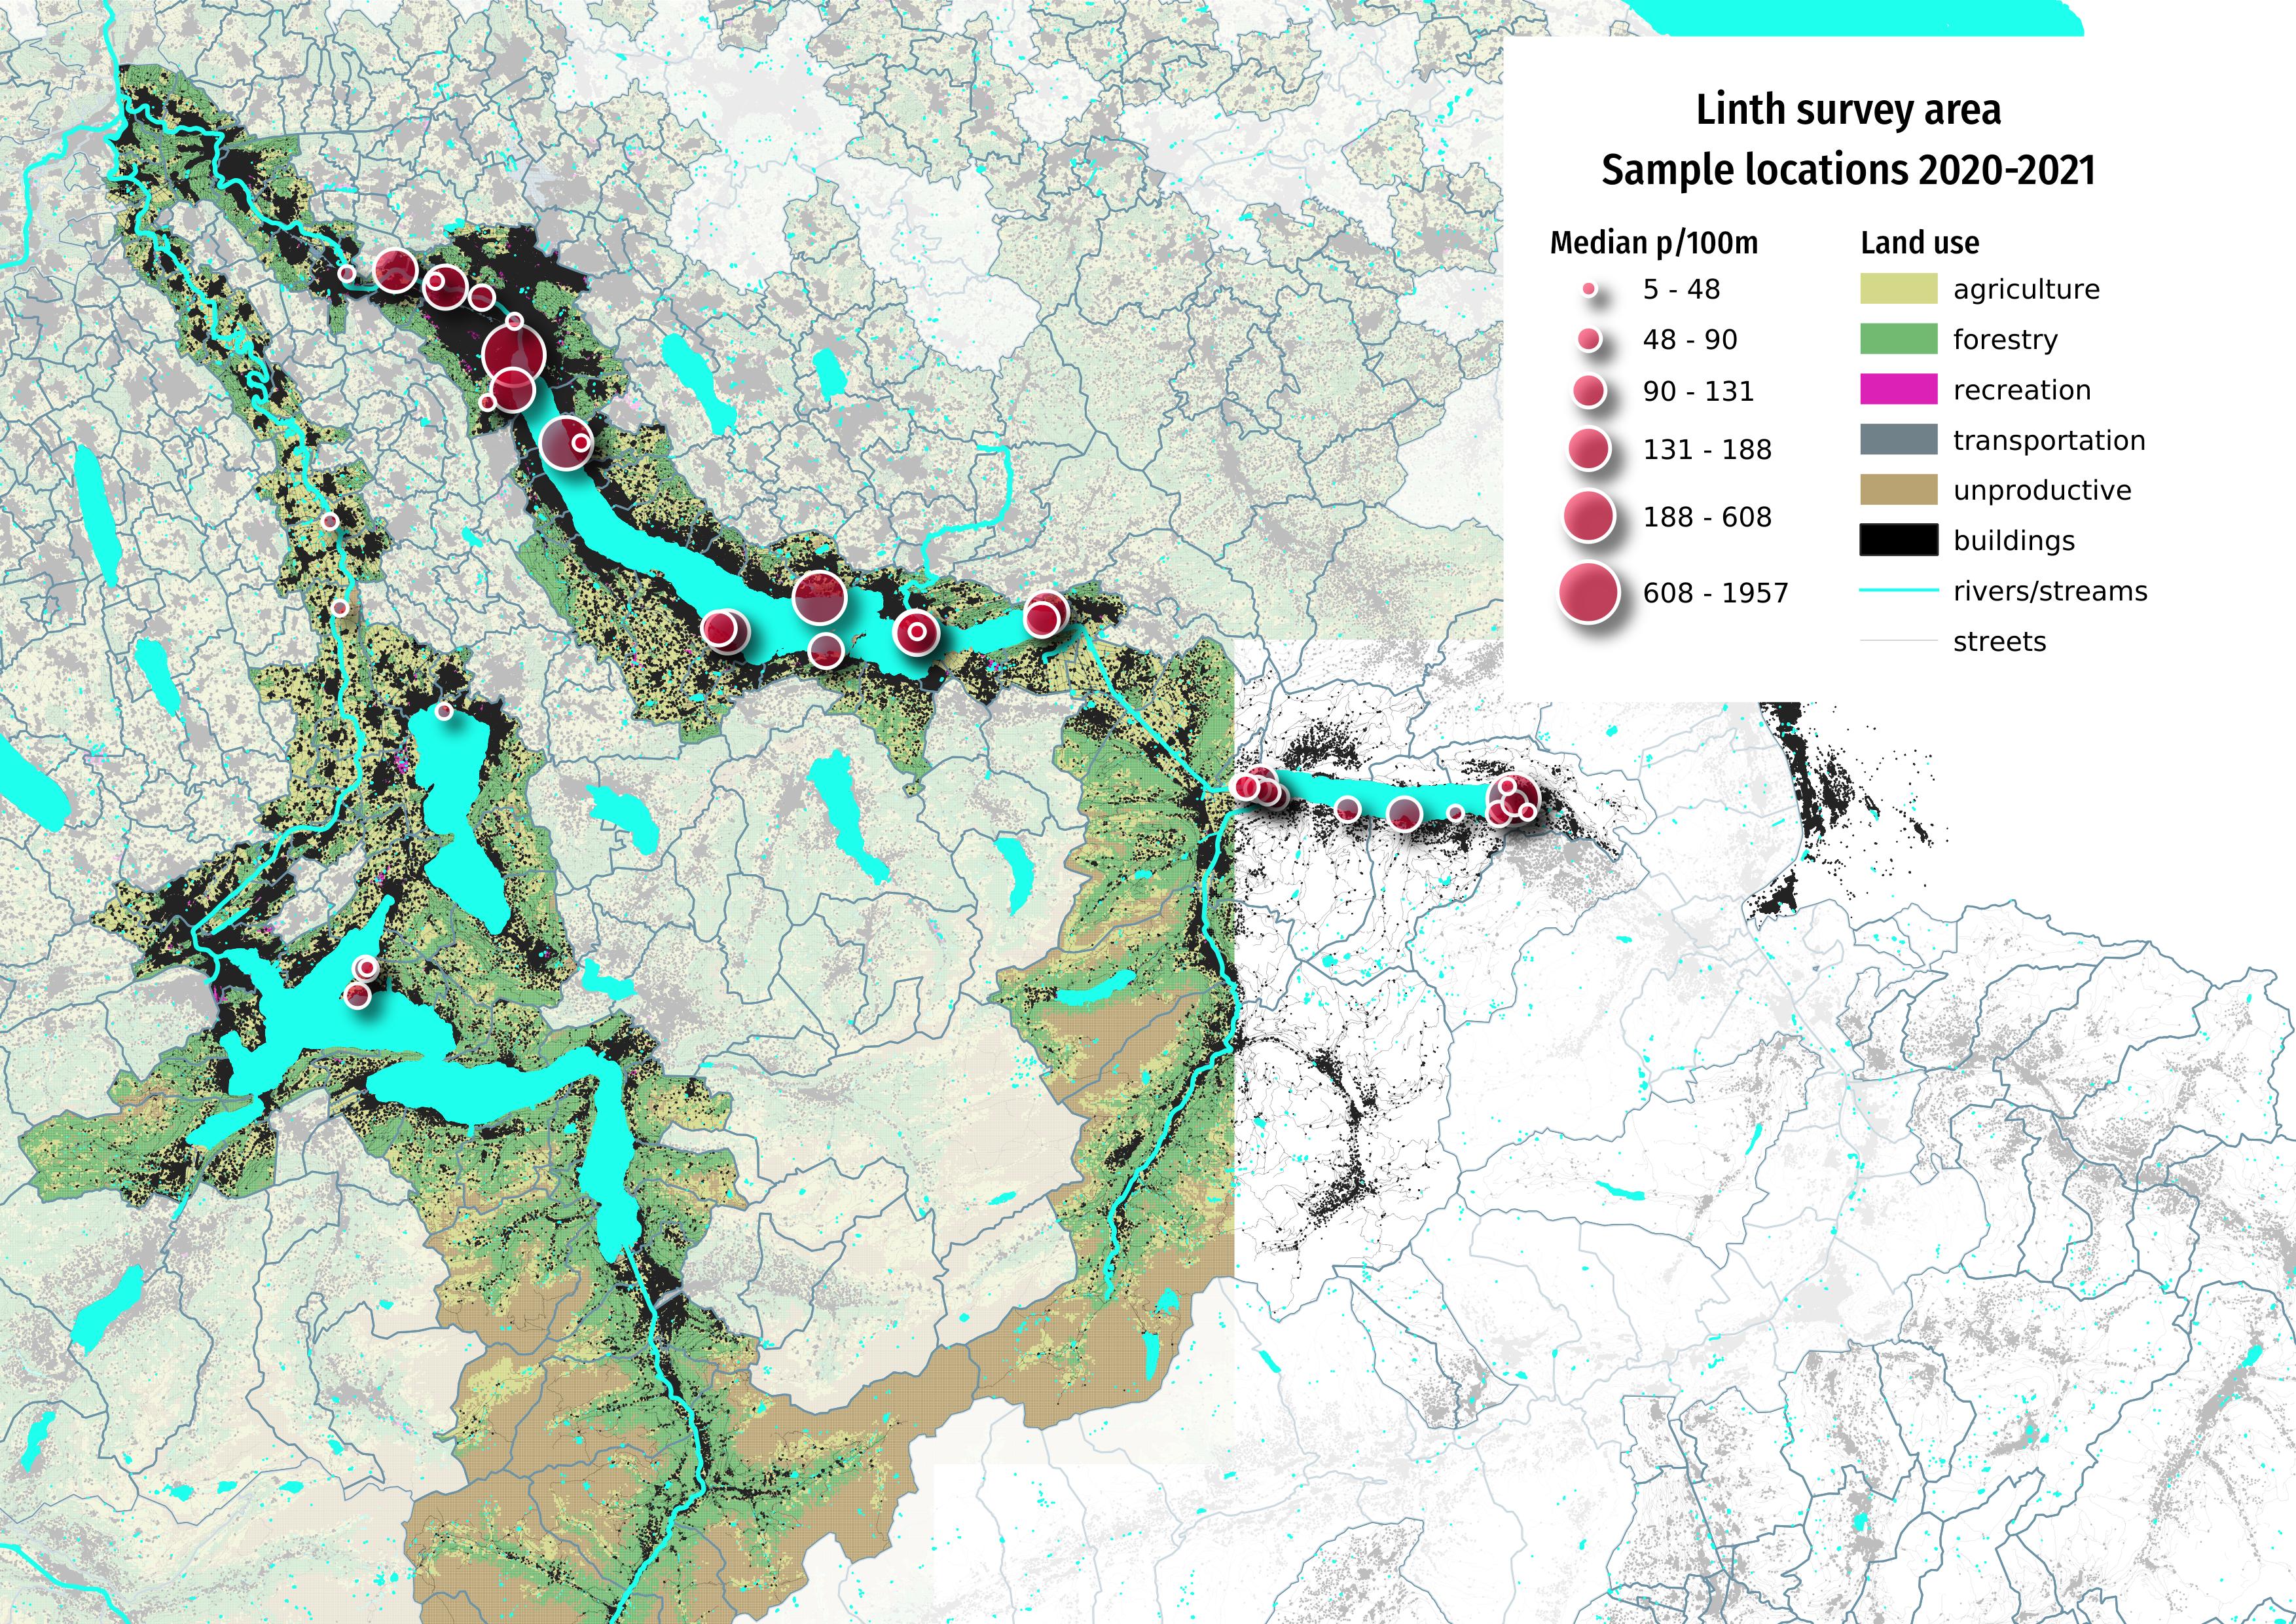 Linth survey area
Sample locations 2020-2021
Median p/100m
5 - 48
48 - 90
90 - 131
131 - 188
188 - 608
608 - 1957
Land use
agriculture
forestry
recreation
transportation
unproductive
buildings
rivers/streams
streets